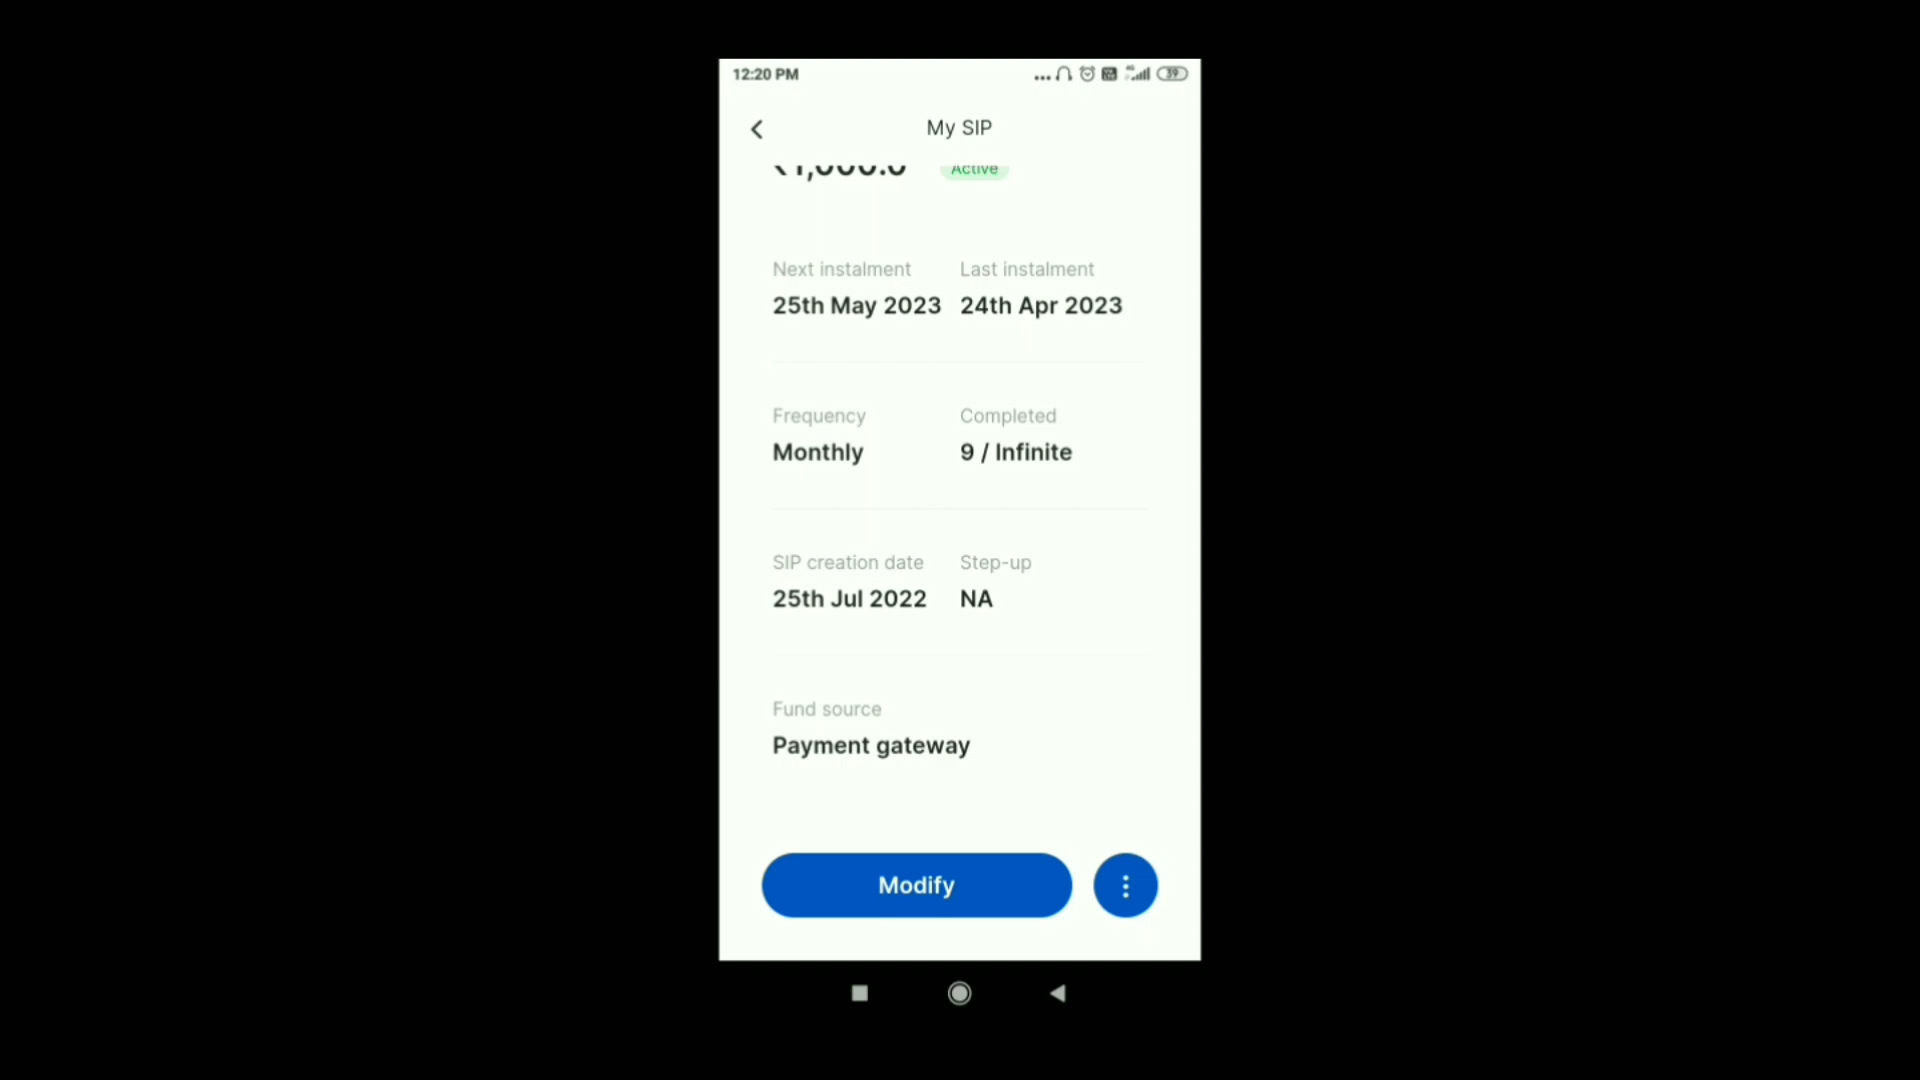 12:20 PM
39
My SIP
Active
Next instalment Last instalment
25th May 2023 24th Apr 2023
Frequency Completed
Monthly 9 / Infinite
SIP creation date Step-up
25th Jul 2022 NA
Fund source
Payment gateway
Modify